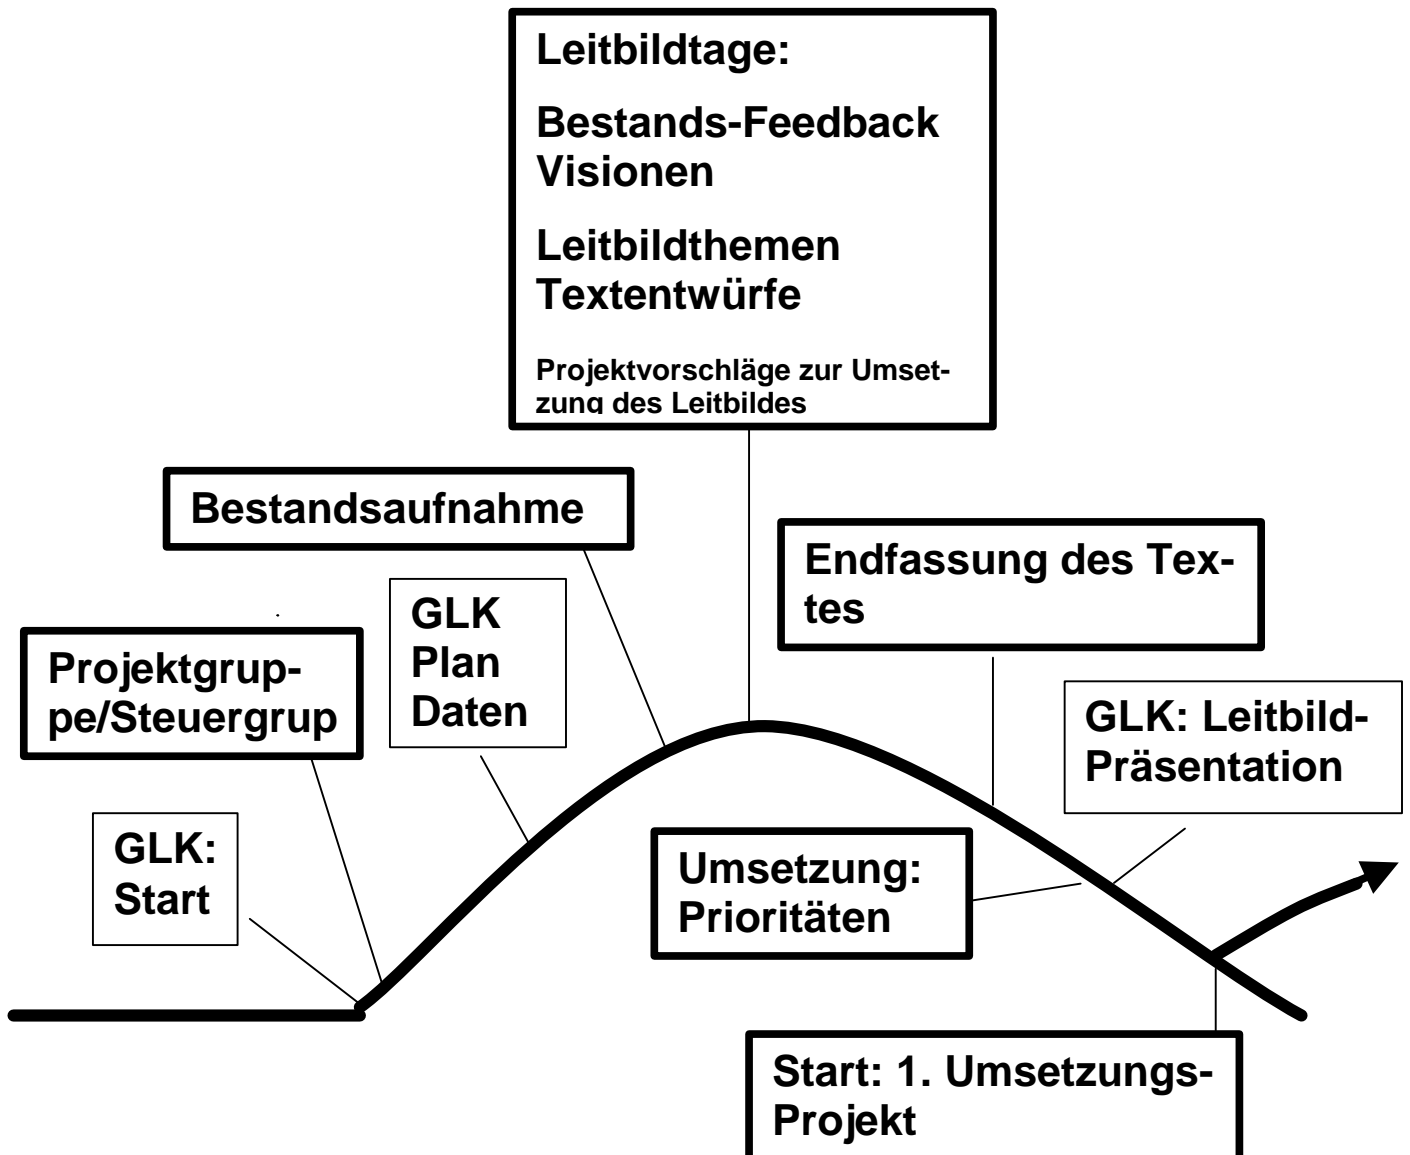 Leitbildtage:
Bestands-Feedback
Visionen
Leitbildthemen
Textentwürfe
Projektvorschläge zur Umset-
zung des Leitbildes
Bestandsaufnahme
Endfassung des Tex-
tes
GLK
Plan
Daten
Projektgrup-
pe/Steuergrup
GLK: Leitbild-
Präsentation
GLK:
Start
Umsetzung:
Prioritäten
Start: 1. Umsetzungs-
Projekt